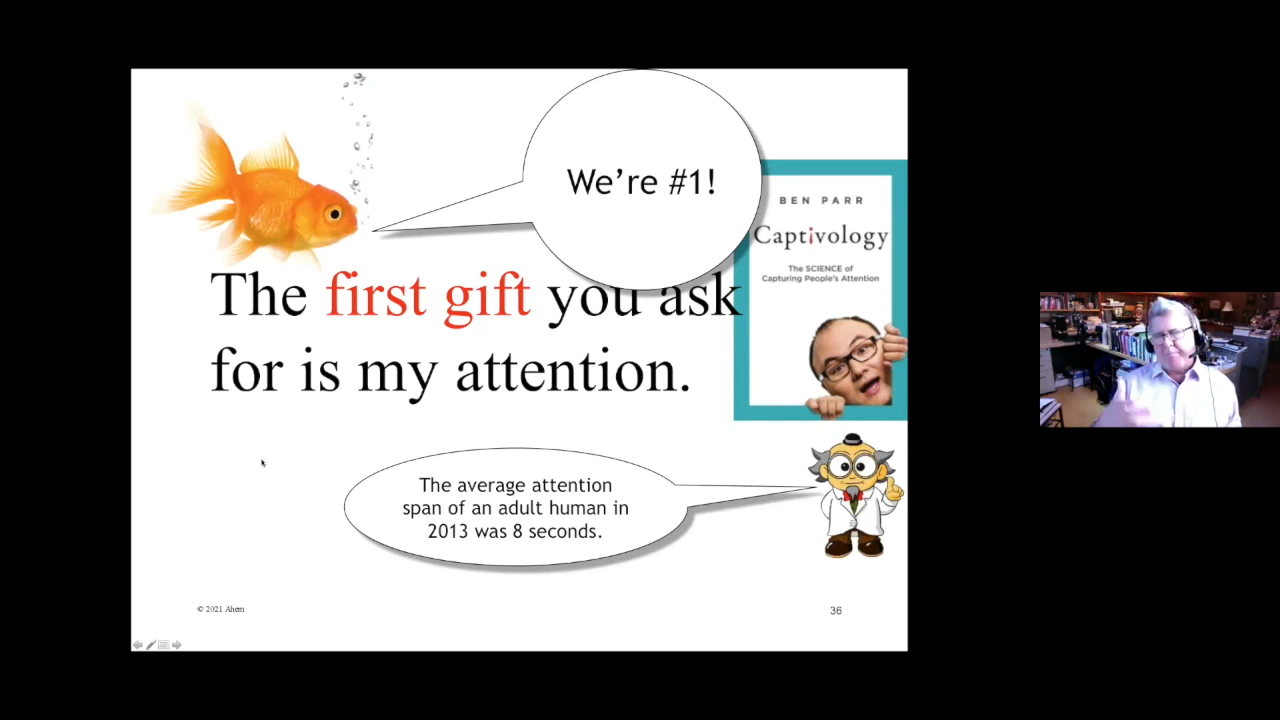 We're #1!
BEN PARR
Captivology
The SCIENCE of
Capturing People's Attention
The first gift you ask
for is my attention.
The average attention
span of an adult human in
2013 was 8 seconds.
© 2021 Ahern
36